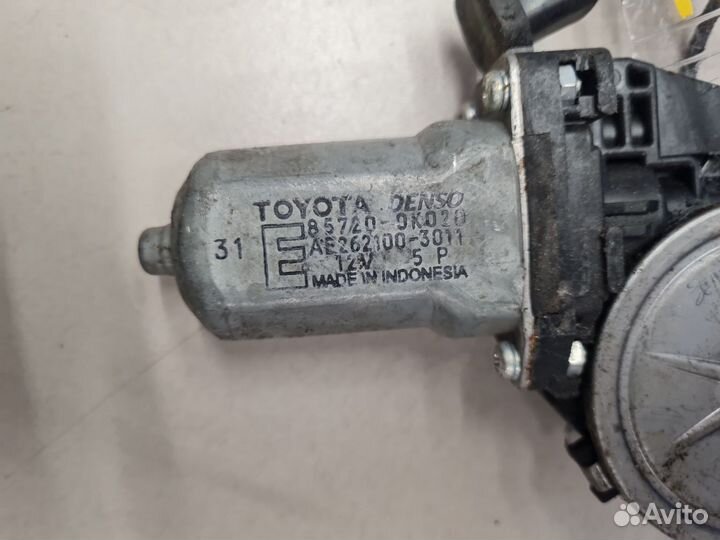 TOYOTA DENSO
85720-0K020
31 E AE262100-3011
12V 5 P
MADE IN INDONESIA
Avito